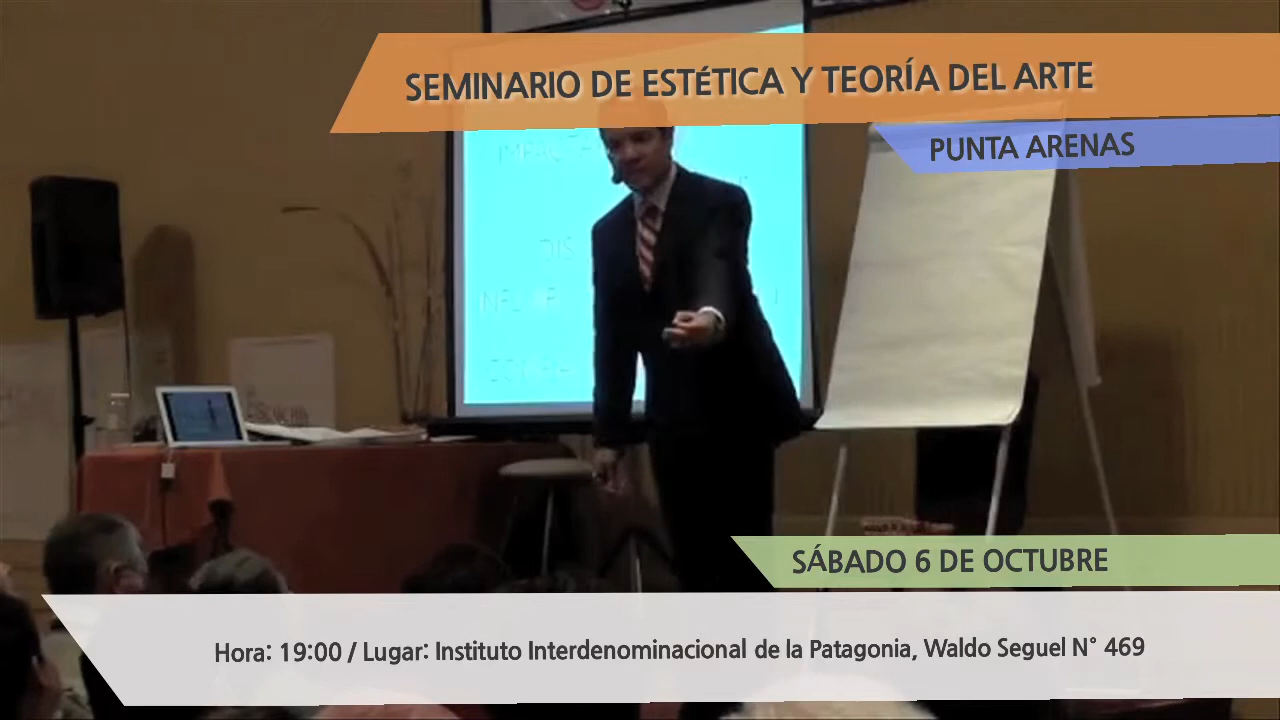 SEMINARIO DE ESTÉTICA Y TEORÍA DEL ARTE
PUNTA ARENAS
SÁBADO 6 DE OCTUBRE
Hora: 19:00 / Lugar: Instituto Interdenominacional de la Patagonia, Waldo Seguel N° 469